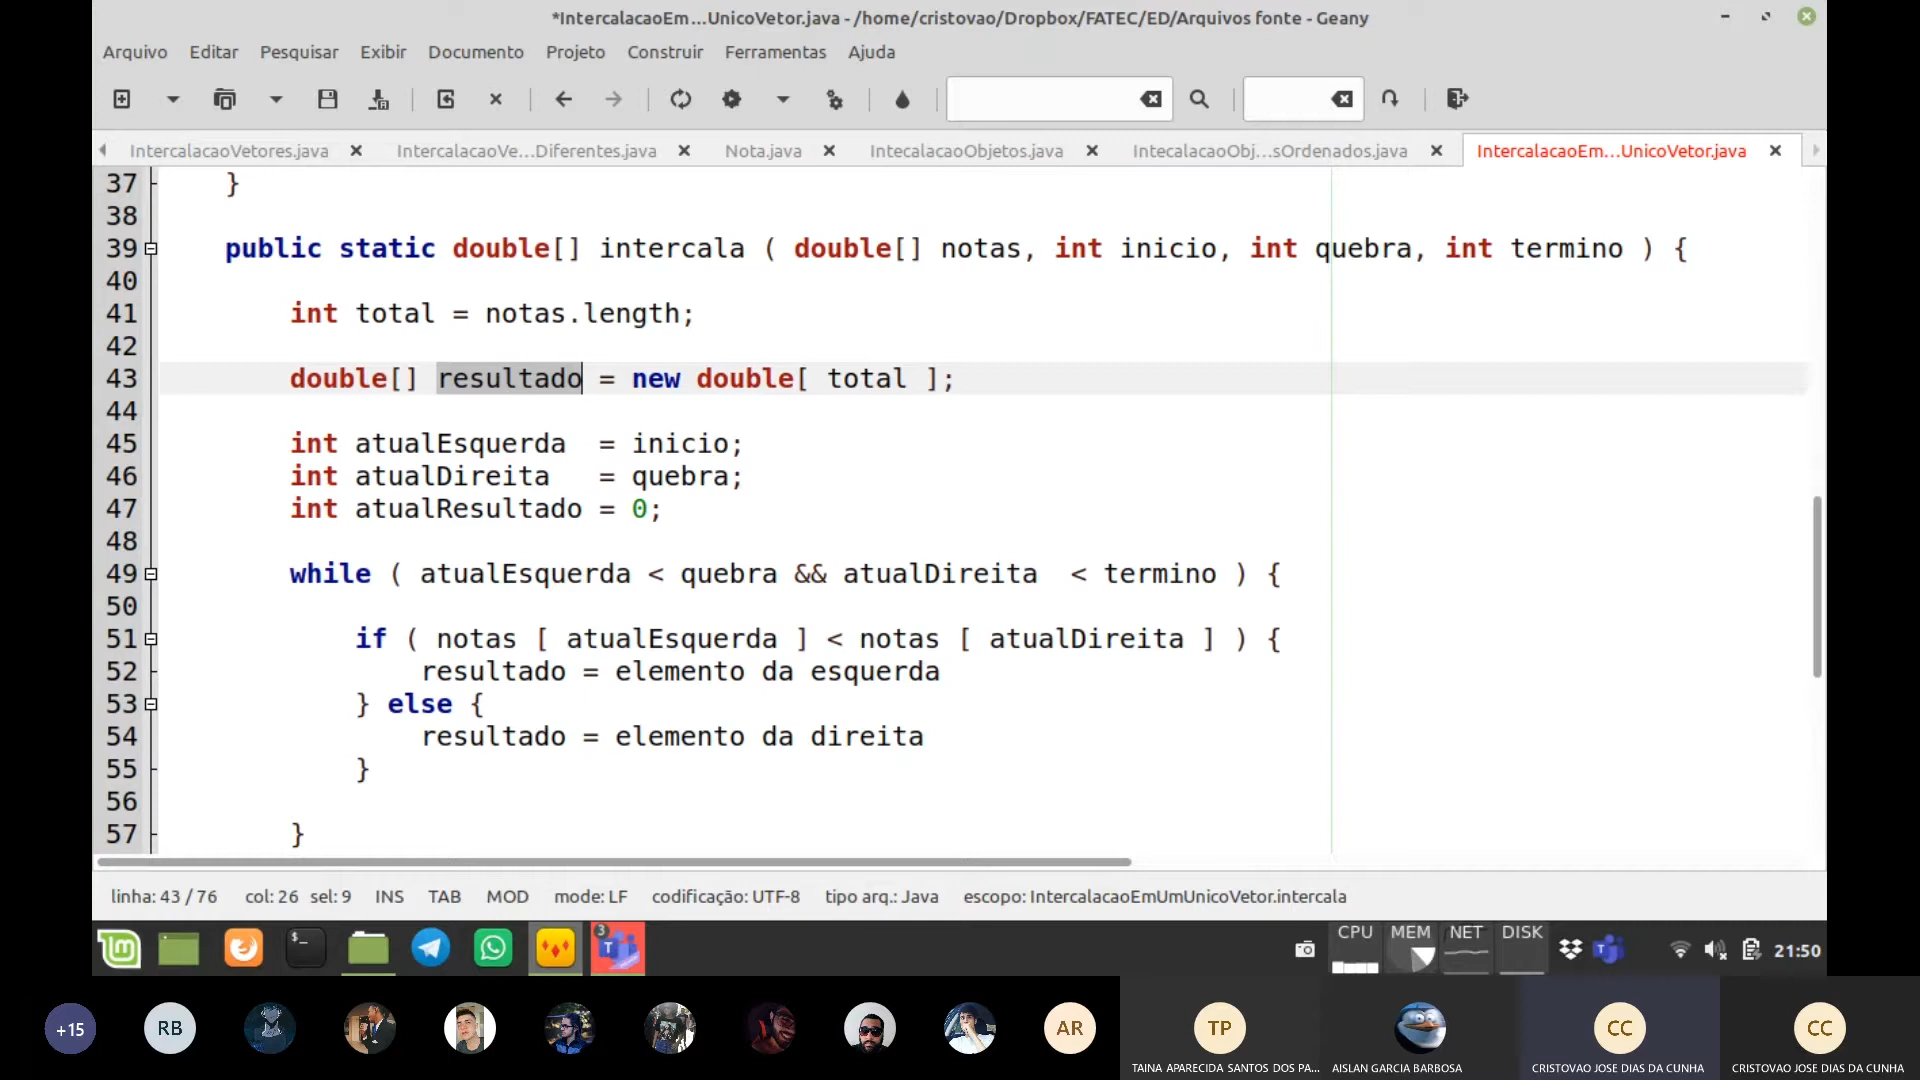 *IntercalacaoEm...UnicoVetor.java - /home/cristovao/Dropbox/FATEC/ED/Arquivos fonte - Geany
Arquivo Editar Pesquisar Exibir Documento Projeto Construir Ferramentas Ajuda
IntercalacaoVetores.java IntercalacaoVe...Diferentes.java Nota.java IntecalacaoObjetos.java IntecalacaoObj...sOrdenados.java IntercalacaoEm...UnicoVetor.java
37 }
38
39 public static double[] intercala ( double[] notas, int inicio, int quebra, int termino ) {
40
41 int total = notas.length;
42
43 double[] resultado = new double[ total ];
44
45 int atualEsquerda = inicio;
46 int atualDireita = quebra;
47 int atualResultado = 0;
48
49 while ( atualEsquerda < quebra && atualDireita < termino ) {
50
51 if ( notas [ atualEsquerda ] < notas [ atualDireita ] ) {
52 resultado = elemento da esquerda
53 } else {
54 resultado = elemento da direita
55 }
56
57 }
linha: 43 / 76 col: 26 sel: 9 INS TAB MOD mode: LF codificação: UTF-8 tipo arq.: Java escopo: IntercalacaoEmUmUnicoVetor.intercala
3 CPU MEM NET DISK 21:50
+15 RB AR TP CC CC
TAINA APARECIDA SANTOS DOS PA... AISLAN GARCIA BARBOSA CRISTOVAO JOSE DIAS DA CUNHA CRISTOVAO JOSE DIAS DA CUNHA